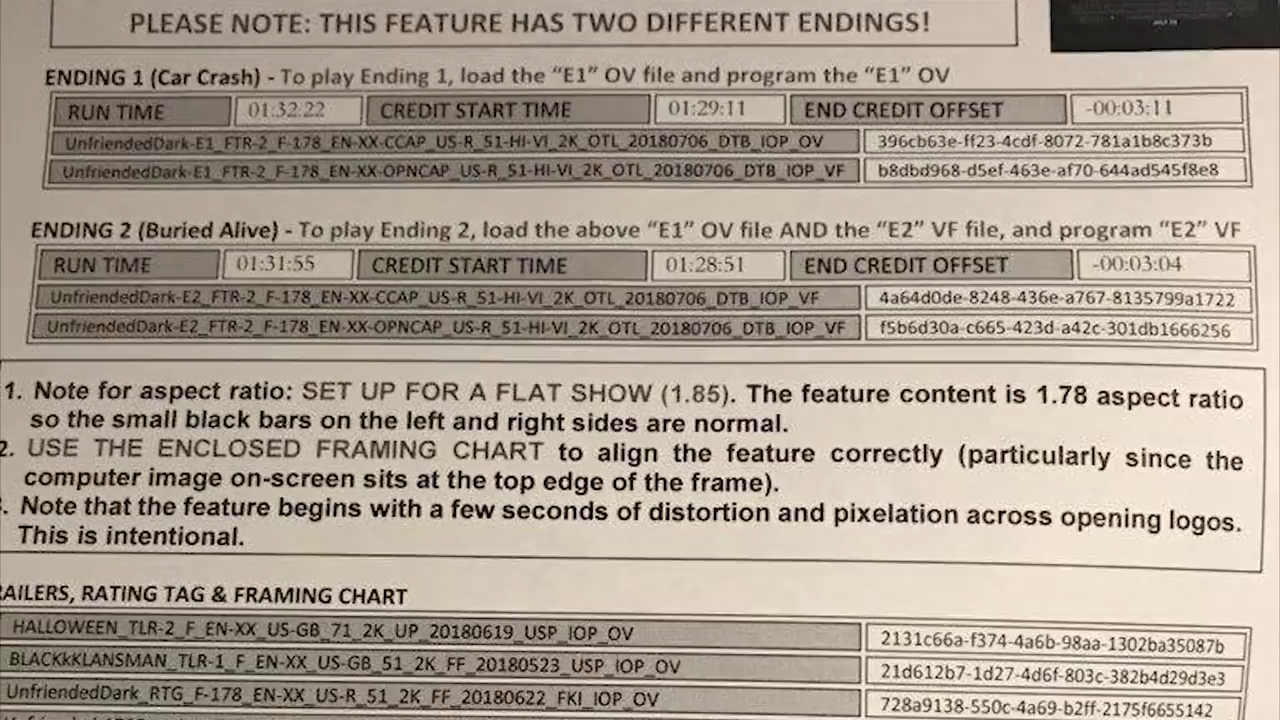 PLEASE NOTE: THIS FEATURE HAS TWO DIFFERENT ENDINGS!
ENDING 1 (Car Crash) - To play Ending 1, load the “E1” OV file and program the “E1” OV
RUN TIME 01:32:22 CREDIT START TIME 01:29:11 END CREDIT OFFSET -00:03:11
UnfriendedDark-E1_FTR-2_F-178_EN-XX-CCAP_US-R_51-HI-VI_2K_OTL_20180706_DTB_IOP_OV 396cb63e-ff23-4cdf-8072-781a1b8c373b
UnfriendedDark-E1_FTR-2_F-178_EN-XX-OPNCAP_US-R_51-HI-VI_2K_OTL_20180706_DTB_IOP_VF b8dbd968-d5ef-463e-af70-644ad545f8e8
ENDING 2 (Buried Alive) - To play Ending 2, load the above “E1” OV file AND the “E2” VF file, and program “E2” VF
RUN TIME 01:31:55 CREDIT START TIME 01:28:51 END CREDIT OFFSET -00:03:04
UnfriendedDark-E2_FTR-2_F-178_EN-XX-CCAP_US-R_51-HI-VI_2K_OTL_20180706_DTB_IOP_VF 4a64d0de-8248-436e-a767-8135799a1722
UnfriendedDark-E2_FTR-2_F-178_EN-XX-OPNCAP_US-R_51-HI-VI_2K_OTL_20180706_DTB_IOP_VF f5b6d30a-c665-423d-a42c-301db1666256
1. Note for aspect ratio: SET UP FOR A FLAT SHOW (1.85). The feature content is 1.78 aspect ratio
so the small black bars on the left and right sides are normal.
2. USE THE ENCLOSED FRAMING CHART to align the feature correctly (particularly since the
computer image on-screen sits at the top edge of the frame).
. Note that the feature begins with a few seconds of distortion and pixelation across opening logos.
This is intentional.
RAILERS, RATING TAG & FRAMING CHART
HALLOWEEN_TLR-2_F_EN-XX_US-GB_71_2K_UP_20180619_USP_IOP_OV 2131c66a-f374-4a6b-98aa-1302ba35087b
BLACKkKLANSMAN_TLR-1_F_EN-XX_US-GB_51_2K_FF_20180523_USP_IOP_OV 21d612b7-1d27-4d6f-803c-382b4d29d3e3
UnfriendedDark_RTG_F-178_EN-XX_US-R_51_2K_FF_20180622_FKI_IOP_OV 728a9138-550c-4a69-b2ff-2175f6655142